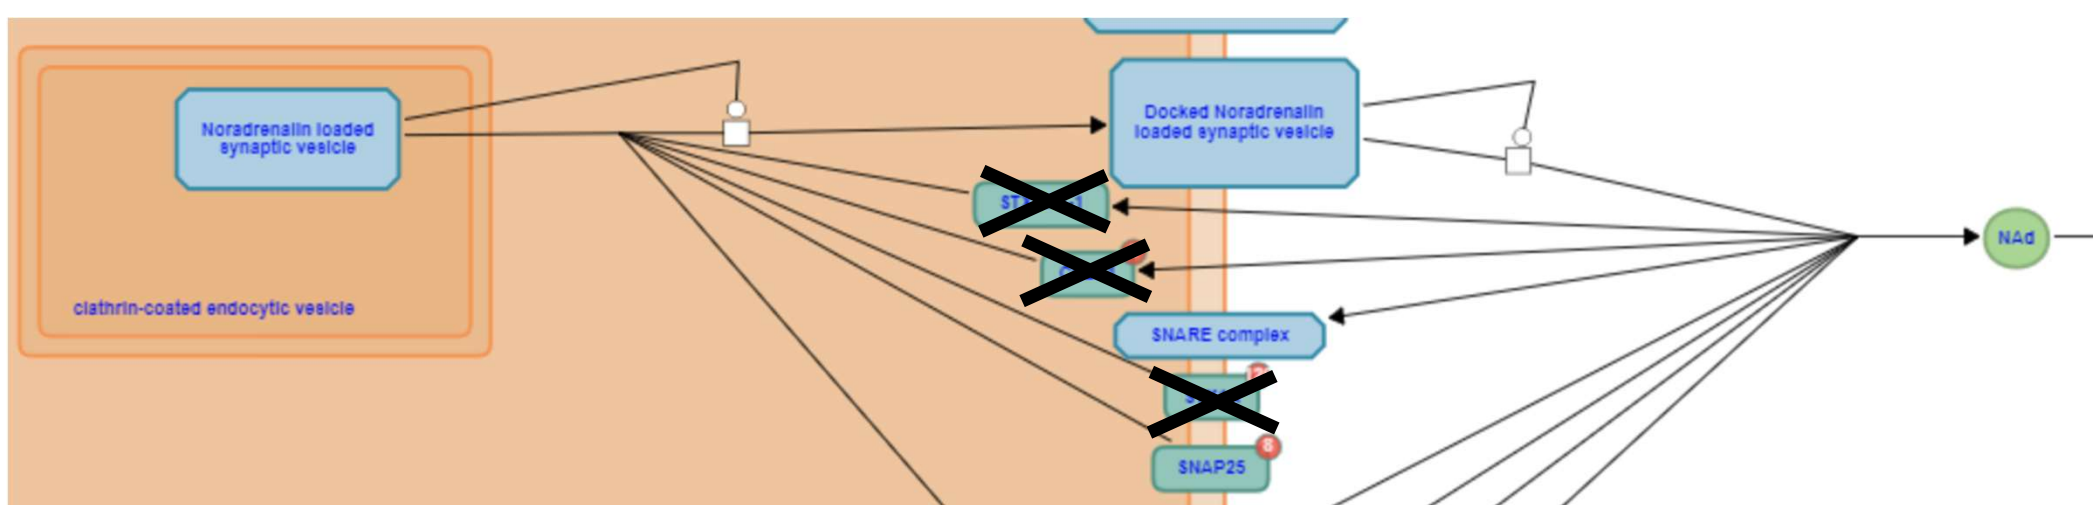 Noradrenalin loaded
synaptic vesicle
clathrin-coated endocytic vesicle
Docked Noradrenalin
loaded synaptic vesicle
SNARE complex
SNAP25
8
NAd